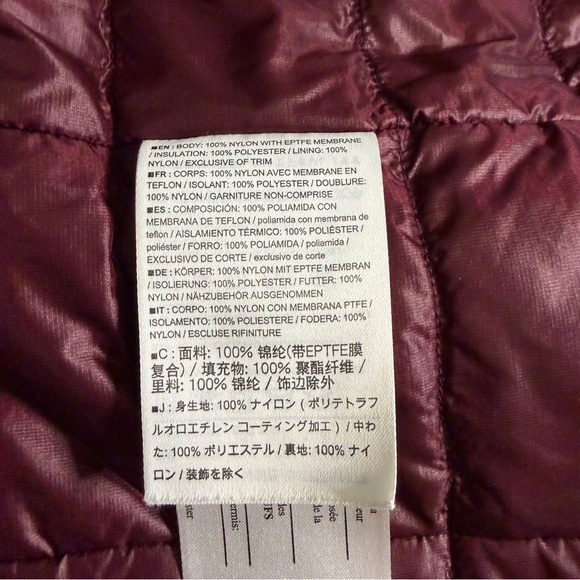 ■EN : BODY: 100% NYLON WITH EPTFE MEMBRANE
/ INSULATION: 100% POLYESTER / LINING: 100%
NYLON / EXCLUSIVE OF TRIM
■FR : CORPS: 100% NYLON AVEC MEMBRANE EN
TEFLON / ISOLANT: 100% POLYESTER / DOUBLURE:
100% NYLON / GARNITURE NON-COMPRISE
■ES : COMPOSICIÓN: 100% POLIAMIDA CON
MEMBRANA DE TEFLON / poliamida con membrana de
teflon / AISLAMIENTO TÉRMICO: 100% POLIÉSTER /
poliéster / FORRO: 100% POLIAMIDA / poliamida /
EXCLUSIVO DE CORTE / exclusivo de corte
■DE : KÖRPER: 100% NYLON MIT EPTFE MEMBRAN
/ ISOLIERUNG: 100% POLYESTER / FUTTER: 100%
NYLON / NÄHZUBEHÖR AUSGENOMMEN
■IT : CORPO: 100% NYLON CON MEMBRANA PTFE /
ISOLAMENTO: 100% POLIESTERE / FODERA: 100%
NYLON / ESCLUSE RIFINITURE
■C : 面料: 100% 锦纶(带EPTFE膜
复合) / 填充物: 100% 聚酯纤维 /
里料: 100% 锦纶 / 饰边除外
■J : 身生地: 100% ナイロン（ポリテトラフ
ルオロエチレン コーティング加工）/ 中わ
た: 100% ポリエステル / 裏地: 100% ナイ
ロン / 装飾を除く
ster
ermis:
IFS
des
de la
osée
eur
a